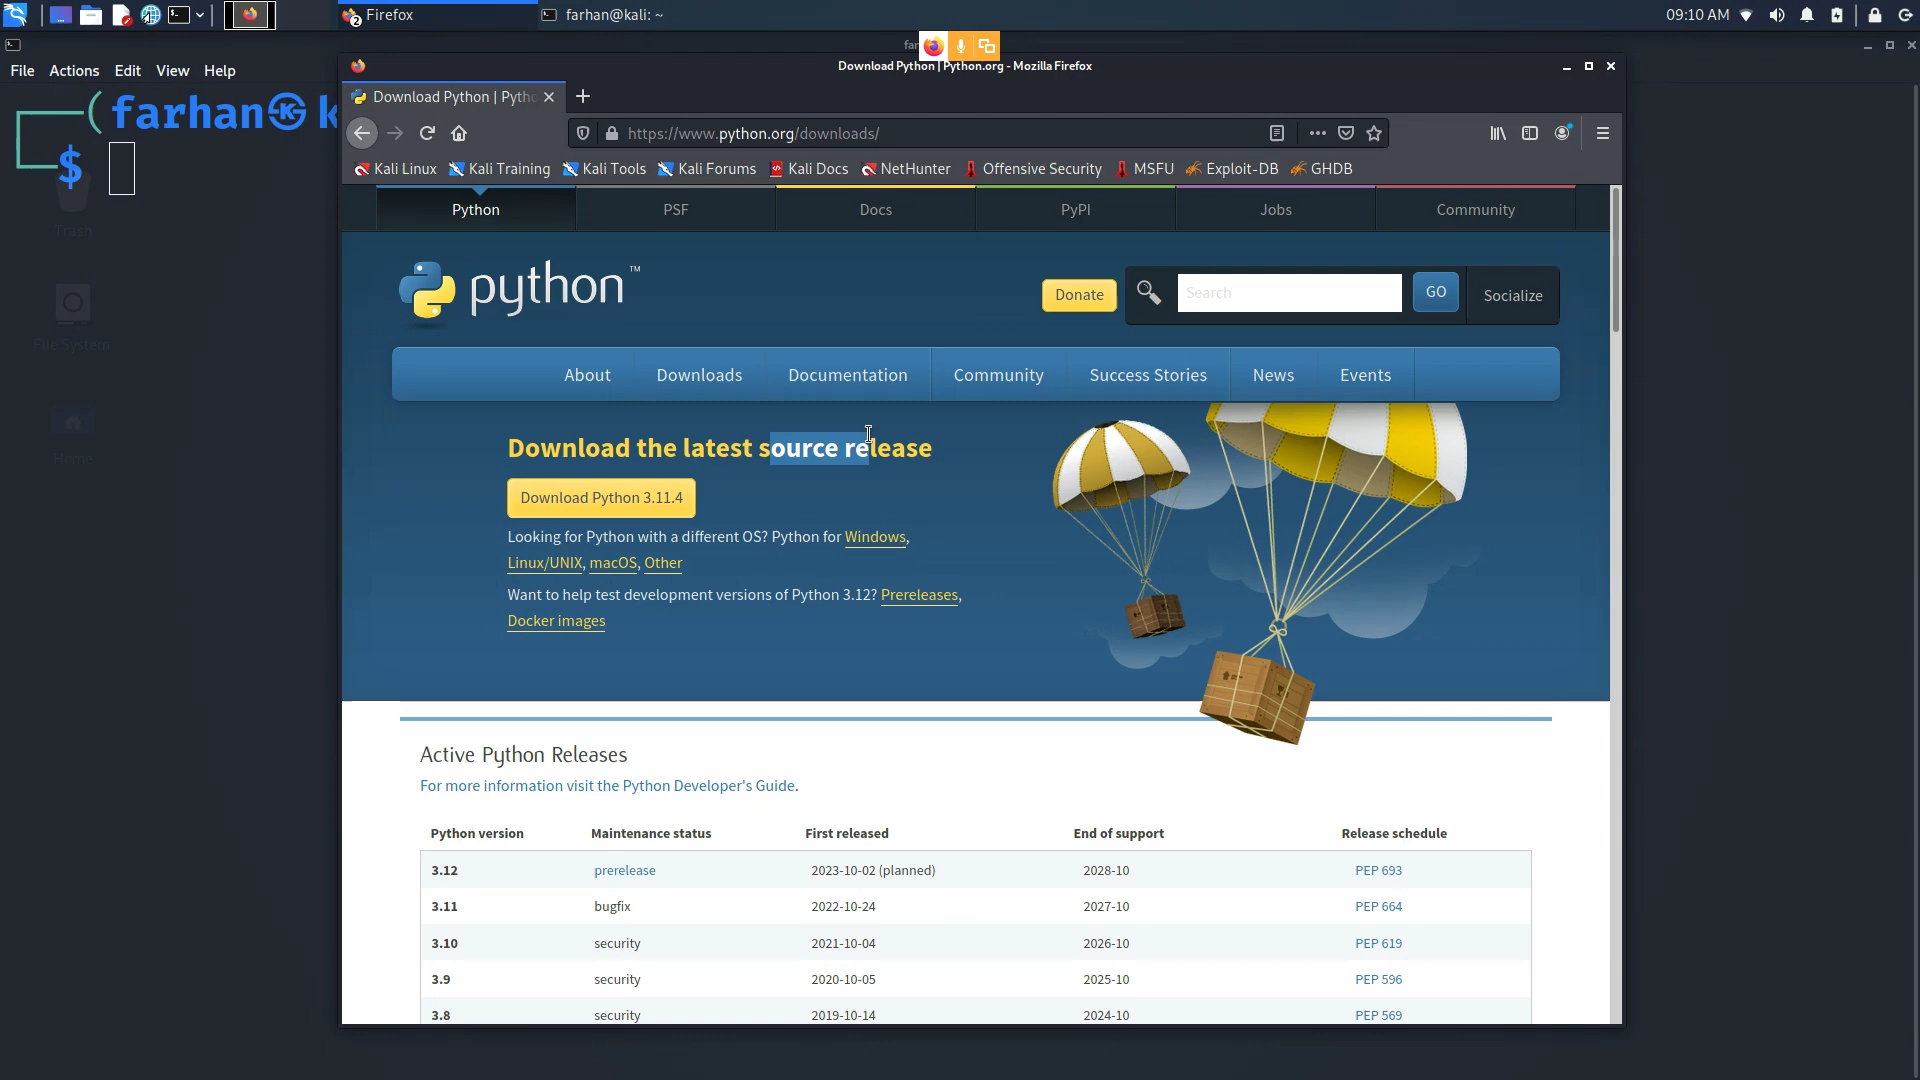 Firefox
2
farhan@kali: ~
09:10 AM
far
File Actions Edit View Help
Download Python | Python.org - Mozilla Firefox
(farhan㉿k
$
Trash
File System
Home
Download Python | Pytho
https://www.python.org/downloads/
Kali Linux Kali Training Kali Tools Kali Forums Kali Docs NetHunter Offensive Security MSFU Exploit-DB GHDB
Python PSF Docs PyPI Jobs Community
python™
Donate Search GO Socialize
About Downloads Documentation Community Success Stories News Events
Download the latest source release
Download Python 3.11.4
Looking for Python with a different OS? Python for Windows,
Linux/UNIX, macOS, Other
Want to help test development versions of Python 3.12? Prereleases,
Docker images
Active Python Releases
For more information visit the Python Developer's Guide.
Python version Maintenance status First released End of support Release schedule
3.12 prerelease 2023-10-02 (planned) 2028-10 PEP 693
3.11 bugfix 2022-10-24 2027-10 PEP 664
3.10 security 2021-10-04 2026-10 PEP 619
3.9 security 2020-10-05 2025-10 PEP 596
3.8 security 2019-10-14 2024-10 PEP 569